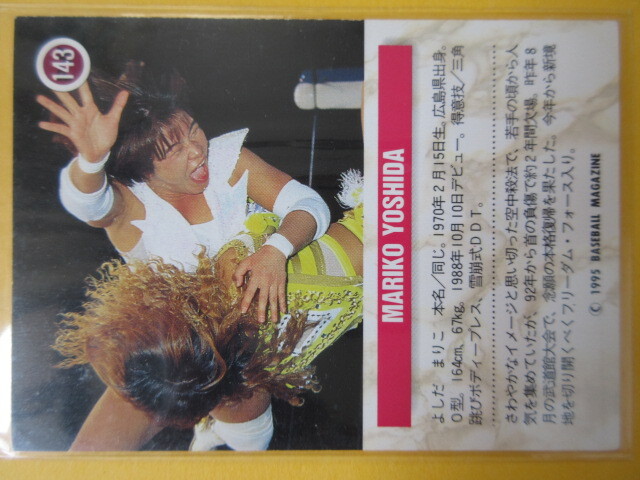 143
MARIKO YOSHIDA
よしだ まりこ 本名／同じ。1970年2月15日生。広島県出身。
O型。164cm、67kg。1988年10月10日デビュー。得意技／三角
跳びボディープレス、雪崩式DDT。
さわやかなイメージと思い切った空中殺法で、若手の頃から人
気を集めていたが、92年から首の負傷で約2年間欠場。昨年8
月の武道館大会で、念願の本格復帰を果たした。今年から新境
地を切り開くべくフリーダム・フォース入り。
© 1995 BASEBALL MAGAZINE